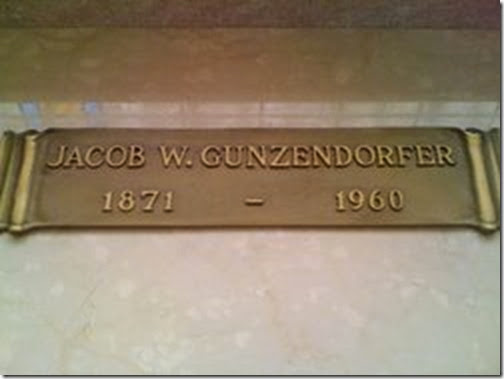 JACOB W. GUNZENDORFER
1871 – 1960